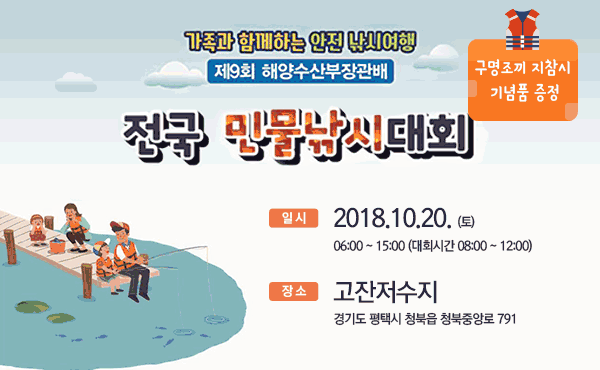 가족과 함께하는 안전 낚시여행
제9회 해양수산부장관배
전국 민물낚시대회
구명조끼 지참시
기념품 증정
일시 2018.10.20. (토)
06:00 ~ 15:00 (대회시간 08:00 ~ 12:00)
장소 고잔저수지
경기도 평택시 청북읍 청북중앙로 791